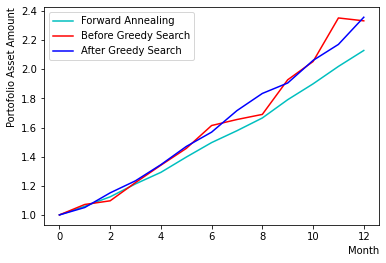 Portofolio Asset Amount
2.4
2.2
2.0
1.8
1.6
1.4
1.2
1.0
Forward Annealing
Before Greedy Search
After Greedy Search
0 2 4 6 8 10 12
Month